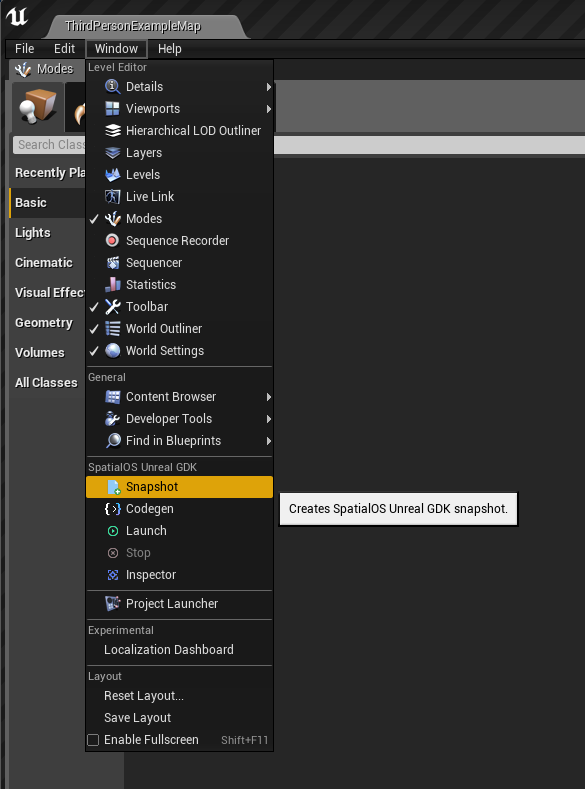 ThirdPersonExampleMap
File Edit Window Help
Modes
Search Clas
Recently Pla
Basic
Lights
Cinematic
Visual Effec
Geometry
Volumes
All Classes
Level Editor
Details
Viewports
Hierarchical LOD Outliner
Layers
Levels
Live Link
Modes
Sequence Recorder
Sequencer
Statistics
Toolbar
World Outliner
World Settings
General
Content Browser
Developer Tools
Find in Blueprints
SpatialOS Unreal GDK
Snapshot
Creates SpatialOS Unreal GDK snapshot.
Codegen
Launch
Stop
Inspector
Project Launcher
Experimental
Localization Dashboard
Layout
Reset Layout...
Save Layout
Enable Fullscreen Shift+F11